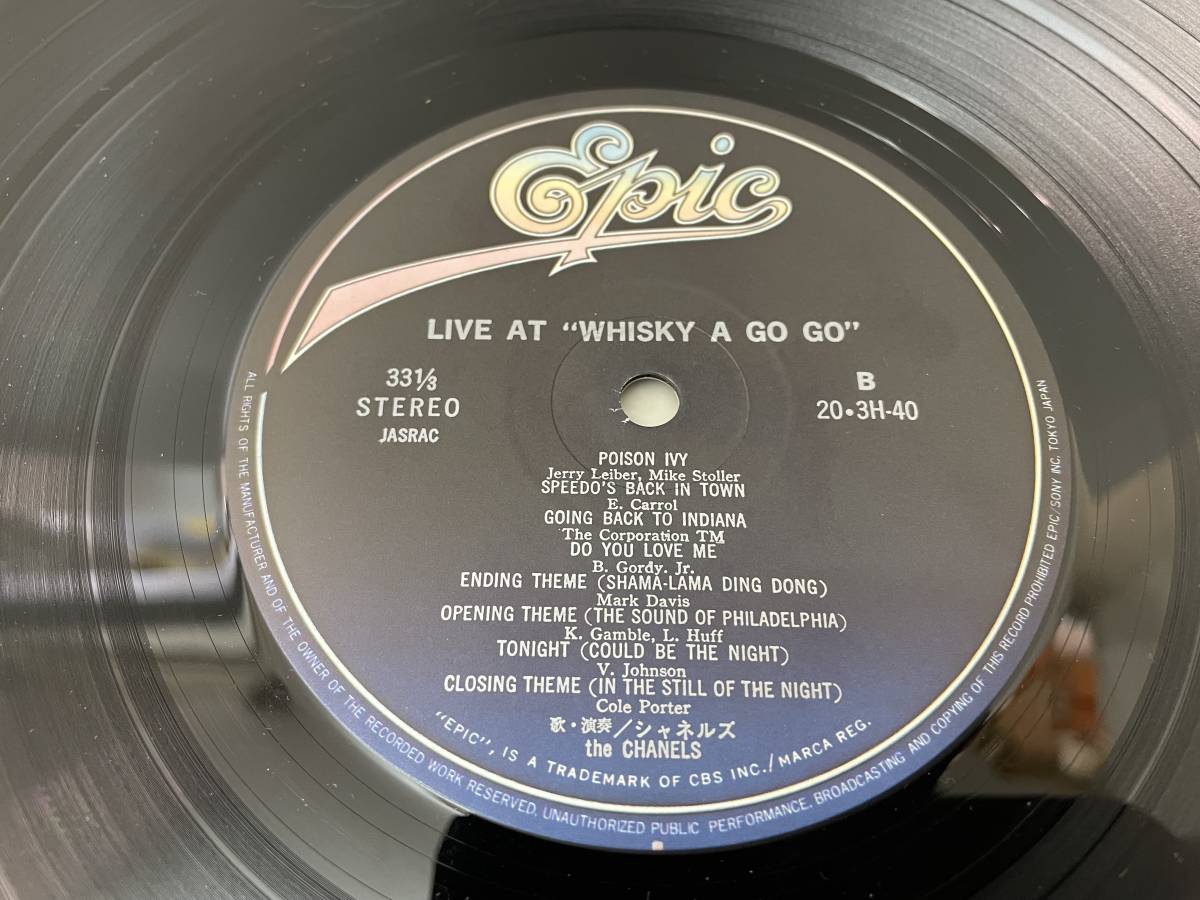 Epic
LIVE AT "WHISKY A GO GO"
33 1/3
STEREO
JASRAC
B
20•3H-40
POISON IVY
Jerry Leiber, Mike Stoller
SPEEDO'S BACK IN TOWN
E. Carrol
GOING BACK TO INDIANA
The Corporation TM
DO YOU LOVE ME
B. Gordy. Jr.
ENDING THEME (SHAMA-LAMA DING DONG)
Mark Davis
OPENING THEME (THE SOUND OF PHILADELPHIA)
K. Gamble, L. Huff
TONIGHT (COULD BE THE NIGHT)
V. Johnson
CLOSING THEME (IN THE STILL OF THE NIGHT)
Cole Porter
歌・演奏/シャネルズ
the CHANELS
"EPIC", IS A TRADEMARK OF CBS INC./MARCA REG.
ALL RIGHTS OF THE MANUFACTURER AND OF THE OWNER OF THE RECORDED WORK RESERVED. UNAUTHORIZED PUBLIC PERFORMANCE, BROADCASTING AND COPYING OF THIS RECORD PROHIBITED EPIC/SONY INC. TOKYO JAPAN